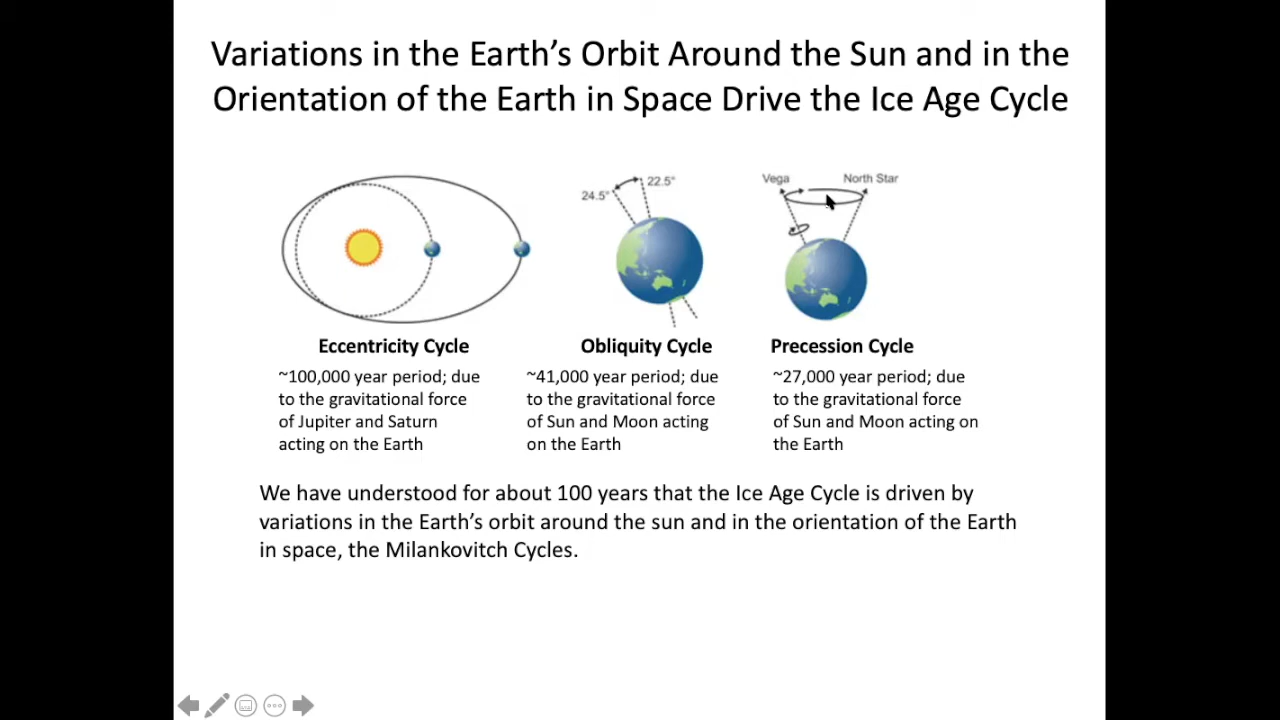 Variations in the Earth’s Orbit Around the Sun and in the
Orientation of the Earth in Space Drive the Ice Age Cycle
24.5°
22.5°
Vega
North Star
Eccentricity Cycle
~100,000 year period; due
to the gravitational force
of Jupiter and Saturn
acting on the Earth
Obliquity Cycle
~41,000 year period; due
to the gravitational force
of Sun and Moon acting
on the Earth
Precession Cycle
~27,000 year period; due
to the gravitational force
of Sun and Moon acting on
the Earth
We have understood for about 100 years that the Ice Age Cycle is driven by
variations in the Earth’s orbit around the sun and in the orientation of the Earth
in space, the Milankovitch Cycles.